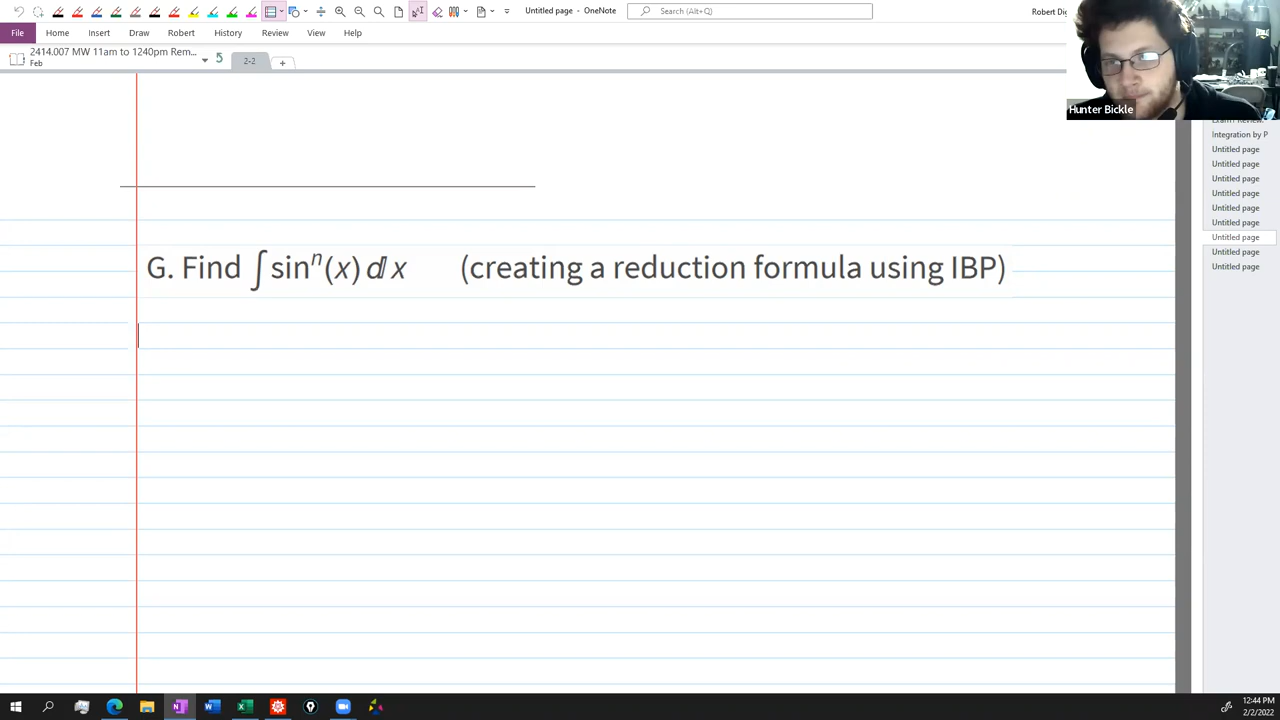 Untitled page - OneNote
Search (Alt+Q)
Robert Dig
File Home Insert Draw Robert History Review View Help
2414.007 MW 11am to 1240pm Rem...
Feb
2-2
Hunter Bickle
Integration by P
Untitled page
Untitled page
Untitled page
Untitled page
Untitled page
Untitled page
Untitled page
Untitled page
Untitled page
G. Find ∫ sinⁿ(x) ⅆx (creating a reduction formula using IBP)
12:44 PM
2/2/2022